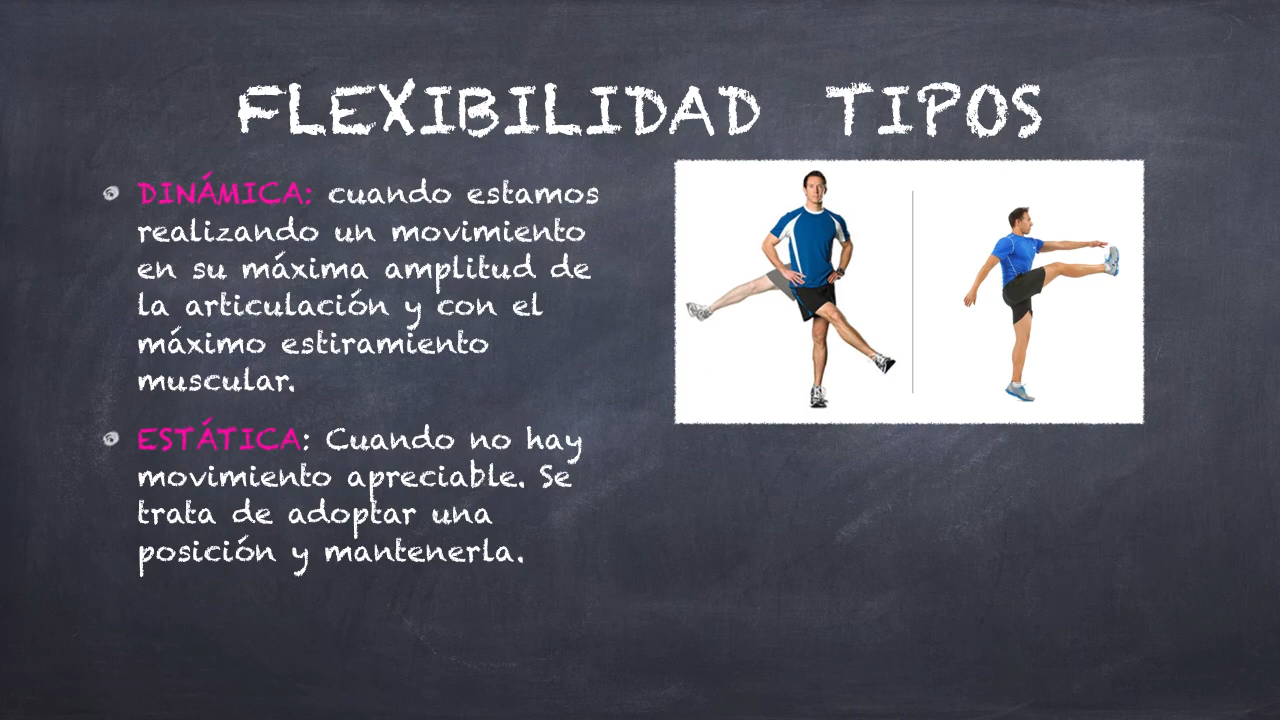 FLEXIBILIDAD TIPOS
DINÁMICA: cuando estamos
realizando un movimiento
en su máxima amplitud de
la articulación y con el
máximo estiramiento
muscular.
ESTÁTICA: Cuando no hay
movimiento apreciable. Se
trata de adoptar una
posición y mantenerla.